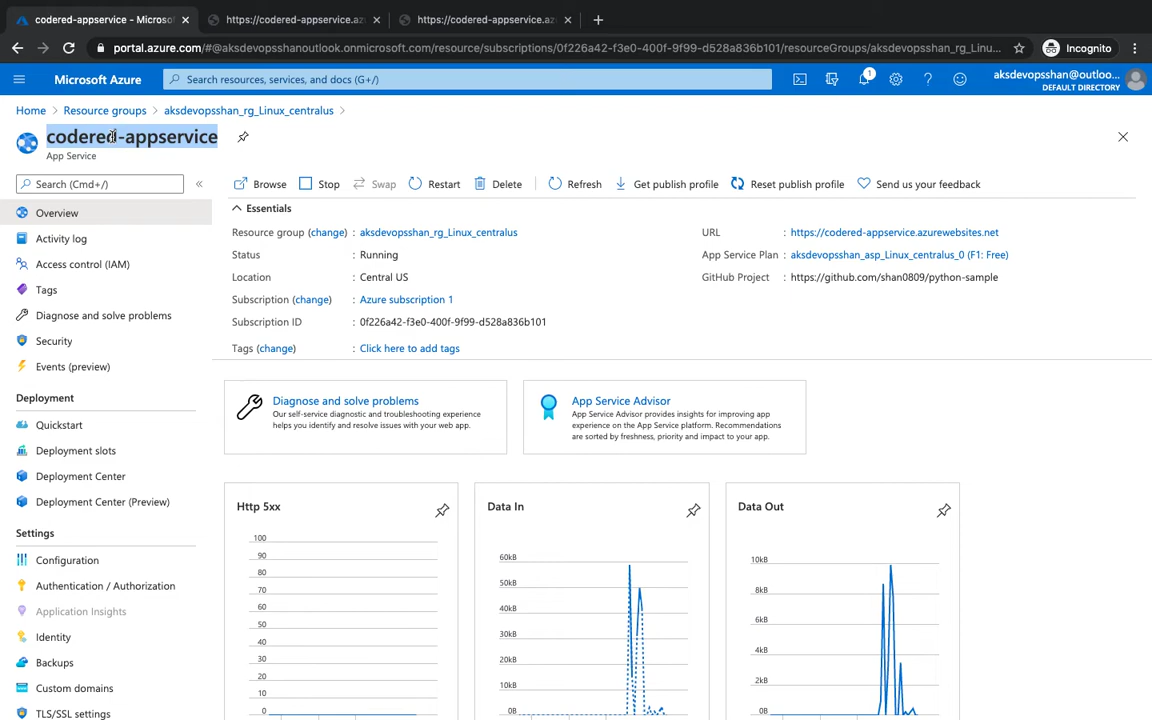 codered-appservice - Microsof
https://codered-appservice.az
https://codered-appservice.az
portal.azure.com/#@aksdevopsshanoutlook.onmicrosoft.com/resource/subscriptions/0f226a42-f3e0-400f-9f99-d528a836b101/resourceGroups/aksdevopsshan_rg_Linu...
Incognito
Microsoft Azure
Search resources, services, and docs (G+/)
1
aksdevopsshan@outloo...
DEFAULT DIRECTORY
Home > Resource groups > aksdevopsshan_rg_Linux_centralus >
codered-appservice
App Service
Search (Cmd+/)
Browse Stop Swap Restart Delete Refresh Get publish profile Reset publish profile Send us your feedback
Overview
Activity log
Access control (IAM)
Tags
Diagnose and solve problems
Security
Events (preview)
Deployment
Quickstart
Deployment slots
Deployment Center
Deployment Center (Preview)
Settings
Configuration
Authentication / Authorization
Application Insights
Identity
Backups
Custom domains
TLS/SSL settings
Essentials
Resource group (change) : aksdevopsshan_rg_Linux_centralus
Status : Running
Location : Central US
Subscription (change) : Azure subscription 1
Subscription ID : 0f226a42-f3e0-400f-9f99-d528a836b101
Tags (change) : Click here to add tags
URL : https://codered-appservice.azurewebsites.net
App Service Plan : aksdevopsshan_asp_Linux_centralus_0 (F1: Free)
GitHub Project : https://github.com/shan0809/python-sample
Diagnose and solve problems
Our self-service diagnostic and troubleshooting experience
helps you identify and resolve issues with your web app.
App Service Advisor
App Service Advisor provides insights for improving app
experience on the App Service platform. Recommendations
are sorted by freshness, priority and impact to your app.
Http 5xx
100
90
80
70
60
50
40
30
20
10
0
Data In
60kB
50kB
40kB
30kB
20kB
10kB
0B
Data Out
10kB
8kB
6kB
4kB
2kB
0B